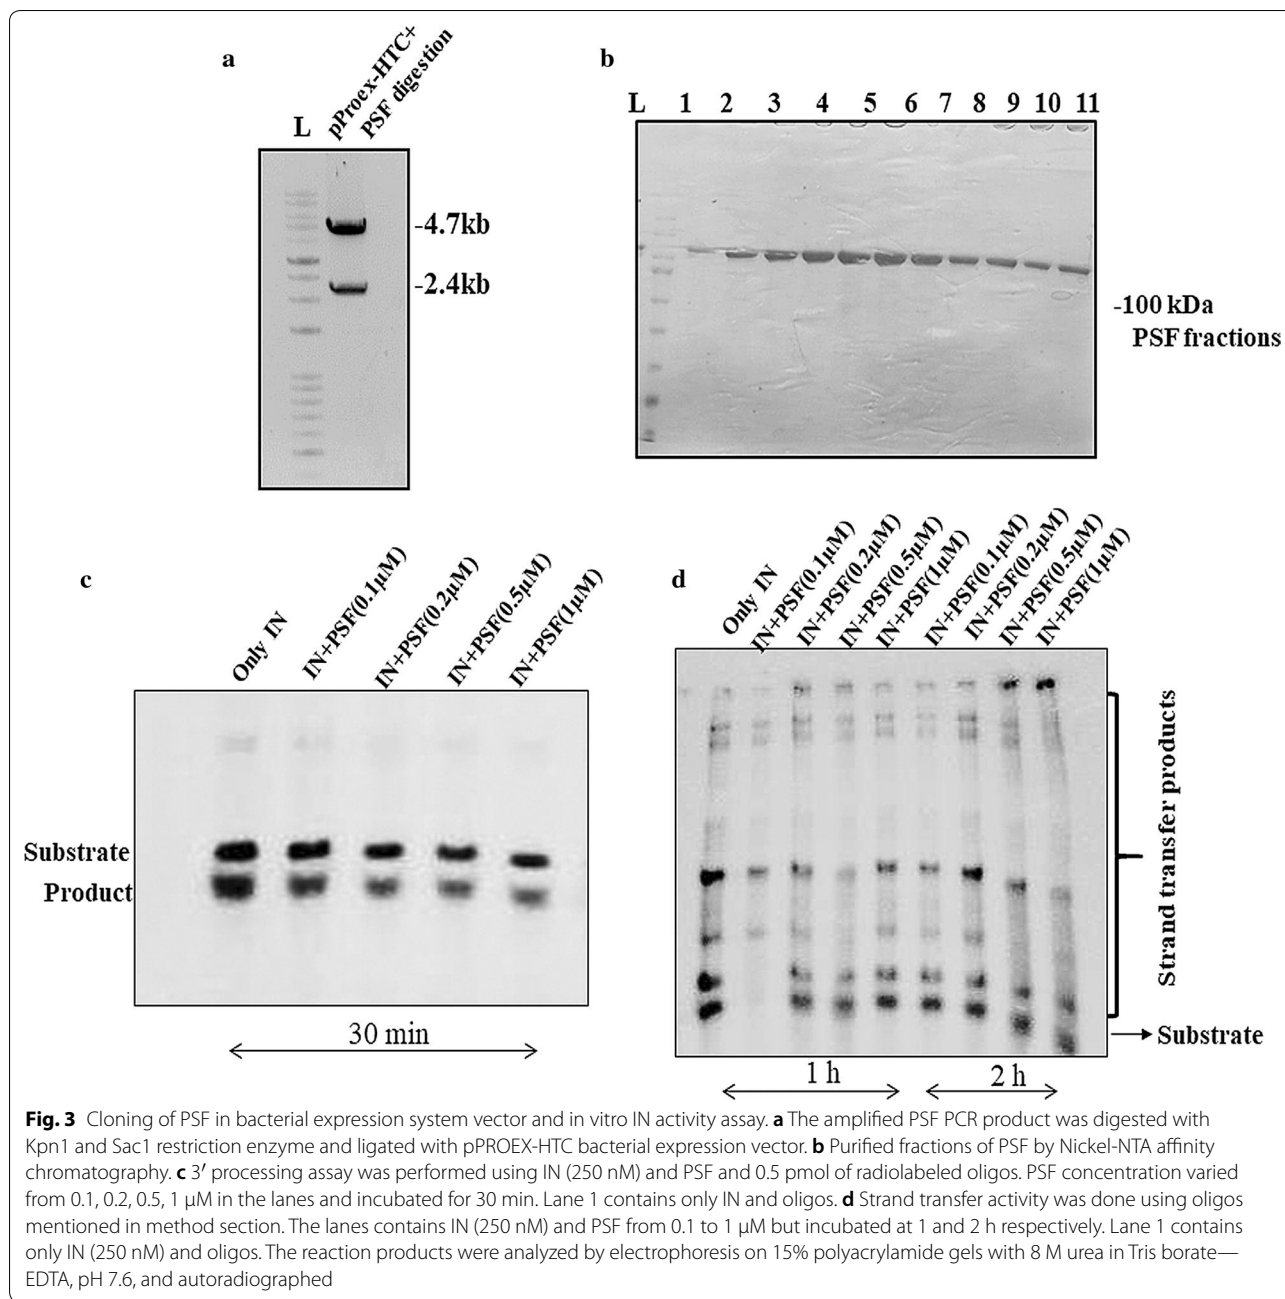 a
L
pProex-HTC+
PSF digestion
-4.7kb
-2.4kb
b
L 1 2 3 4 5 6 7 8 9 10 11
-100 kDa
PSF fractions
c
Only IN
IN+PSF(0.1µM)
IN+PSF(0.2µM)
IN+PSF(0.5µM)
IN+PSF(1µM)
Substrate
Product
30 min
d
Only IN
IN+PSF(0.1µM)
IN+PSF(0.2µM)
IN+PSF(0.5µM)
IN+PSF(1µM)
IN+PSF(0.1µM)
IN+PSF(0.2µM)
IN+PSF(0.5µM)
IN+PSF(1µM)
Strand transfer products
Substrate
1 h
2 h
Fig. 3 Cloning of PSF in bacterial expression system vector and in vitro IN activity assay. a The amplified PSF PCR product was digested with
Kpn1 and Sac1 restriction enzyme and ligated with pPROEX-HTC bacterial expression vector. b Purified fractions of PSF by Nickel-NTA affinity
chromatography. c 3′ processing assay was performed using IN (250 nM) and PSF and 0.5 pmol of radiolabeled oligos. PSF concentration varied
from 0.1, 0.2, 0.5, 1 µM in the lanes and incubated for 30 min. Lane 1 contains only IN and oligos. d Strand transfer activity was done using oligos
mentioned in method section. The lanes contains IN (250 nM) and PSF from 0.1 to 1 µM but incubated at 1 and 2 h respectively. Lane 1 contains
only IN (250 nM) and oligos. The reaction products were analyzed by electrophoresis on 15% polyacrylamide gels with 8 M urea in Tris borate—
EDTA, pH 7.6, and autoradiographed